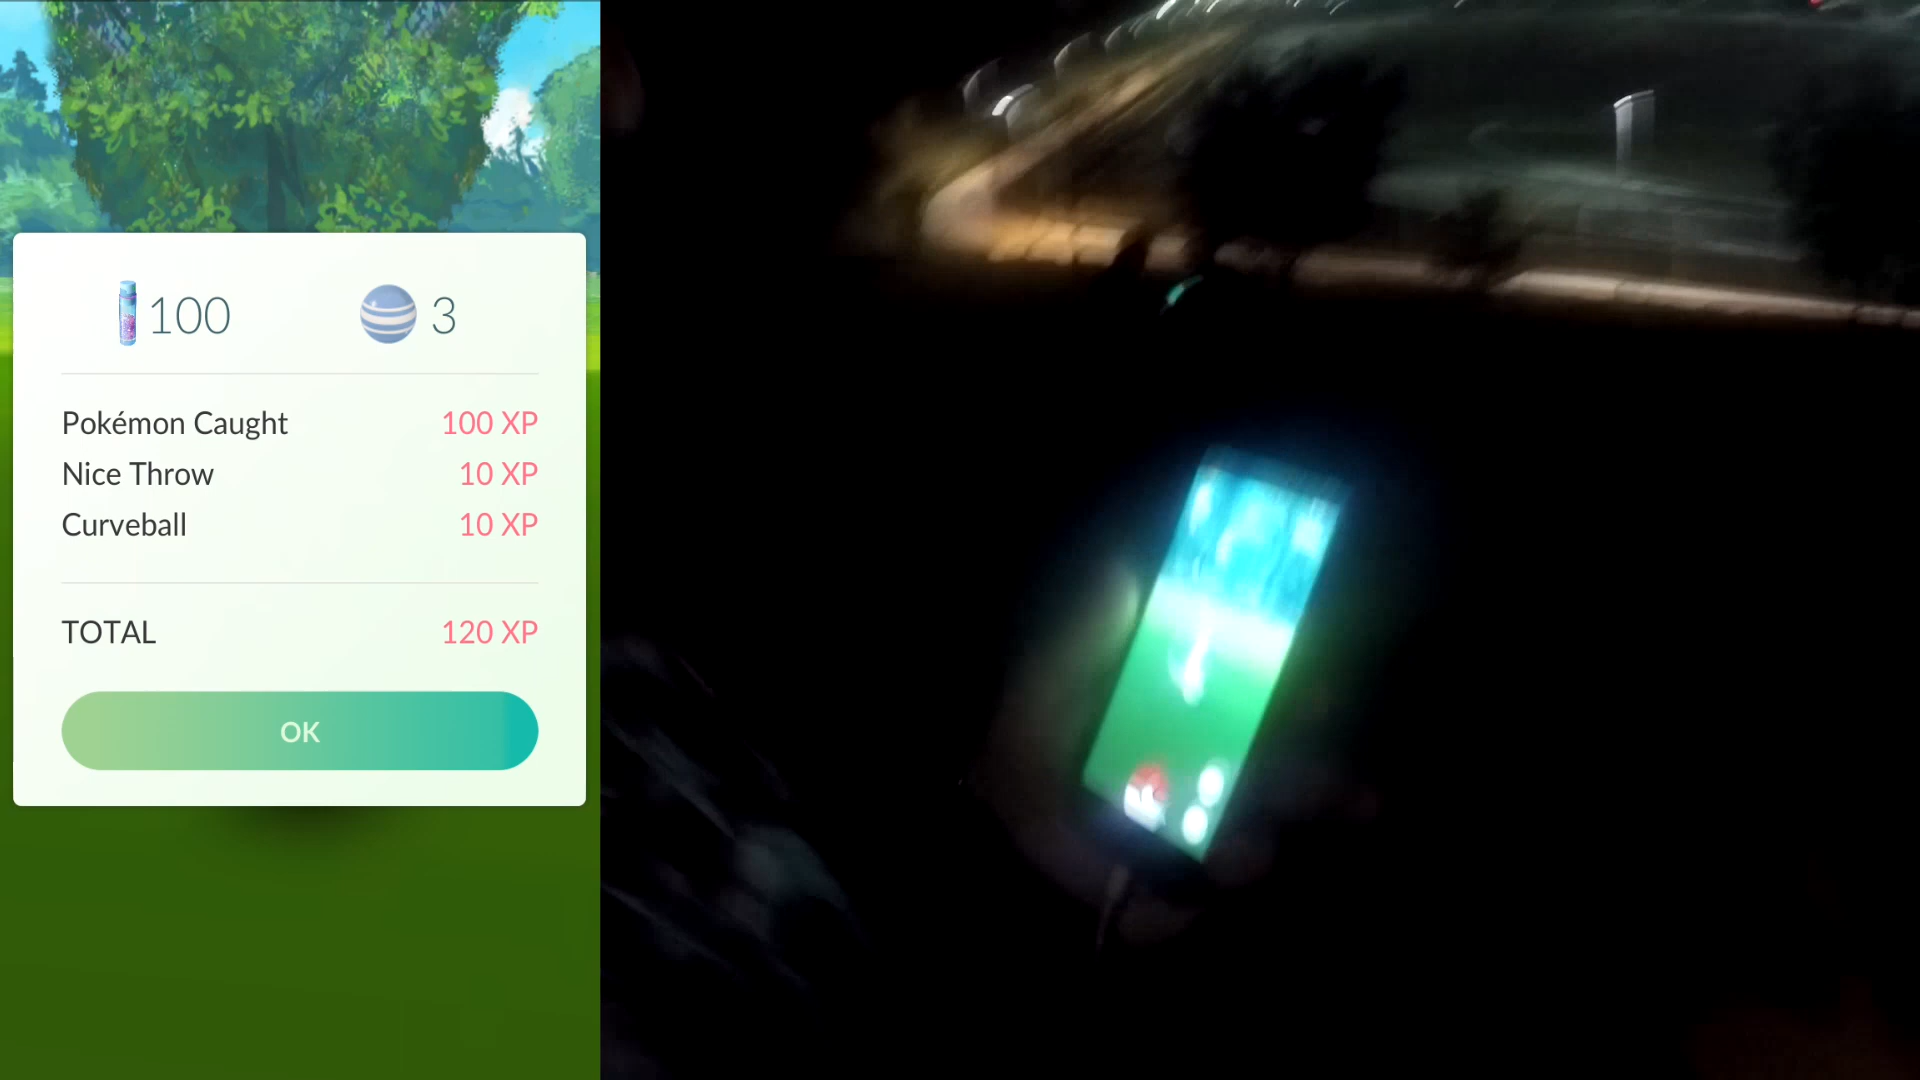 100 3
Pokémon Caught 100 XP
Nice Throw 10 XP
Curveball 10 XP
TOTAL 120 XP
OK